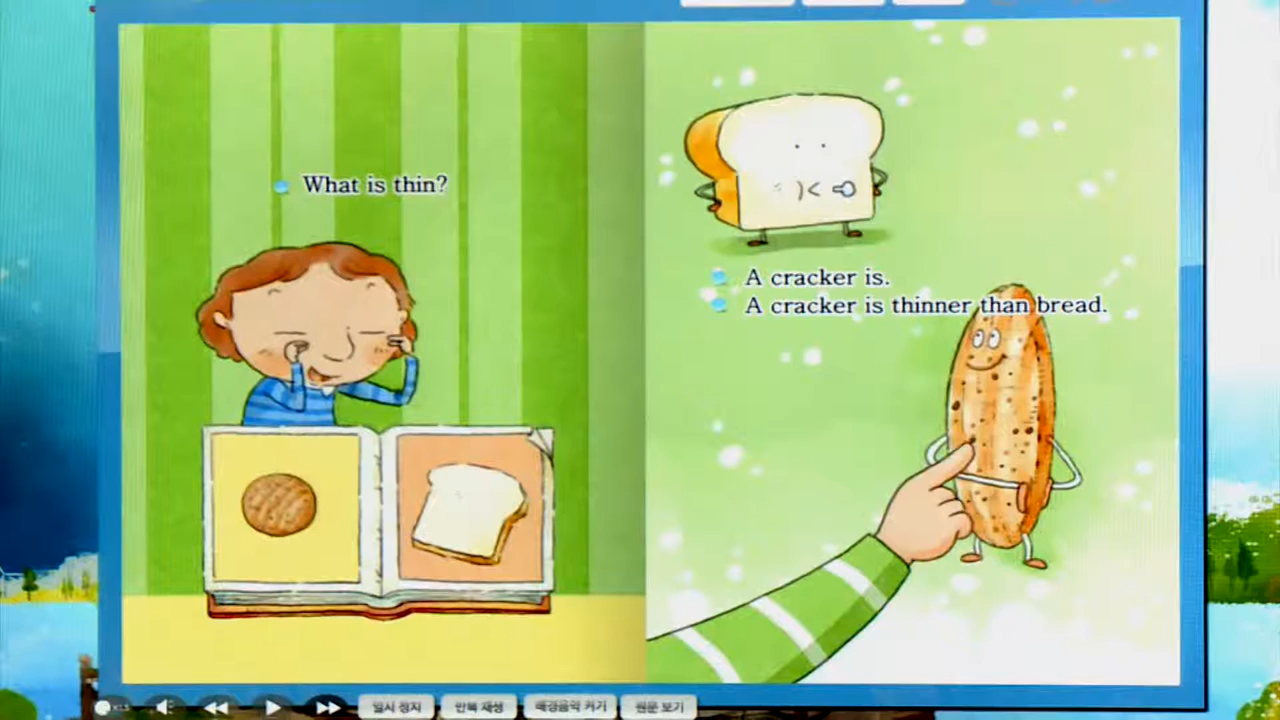 What is thin?
A cracker is.
A cracker is thinner than bread.
일시 정지
반복 재생
배경음악 켜기
원문 보기